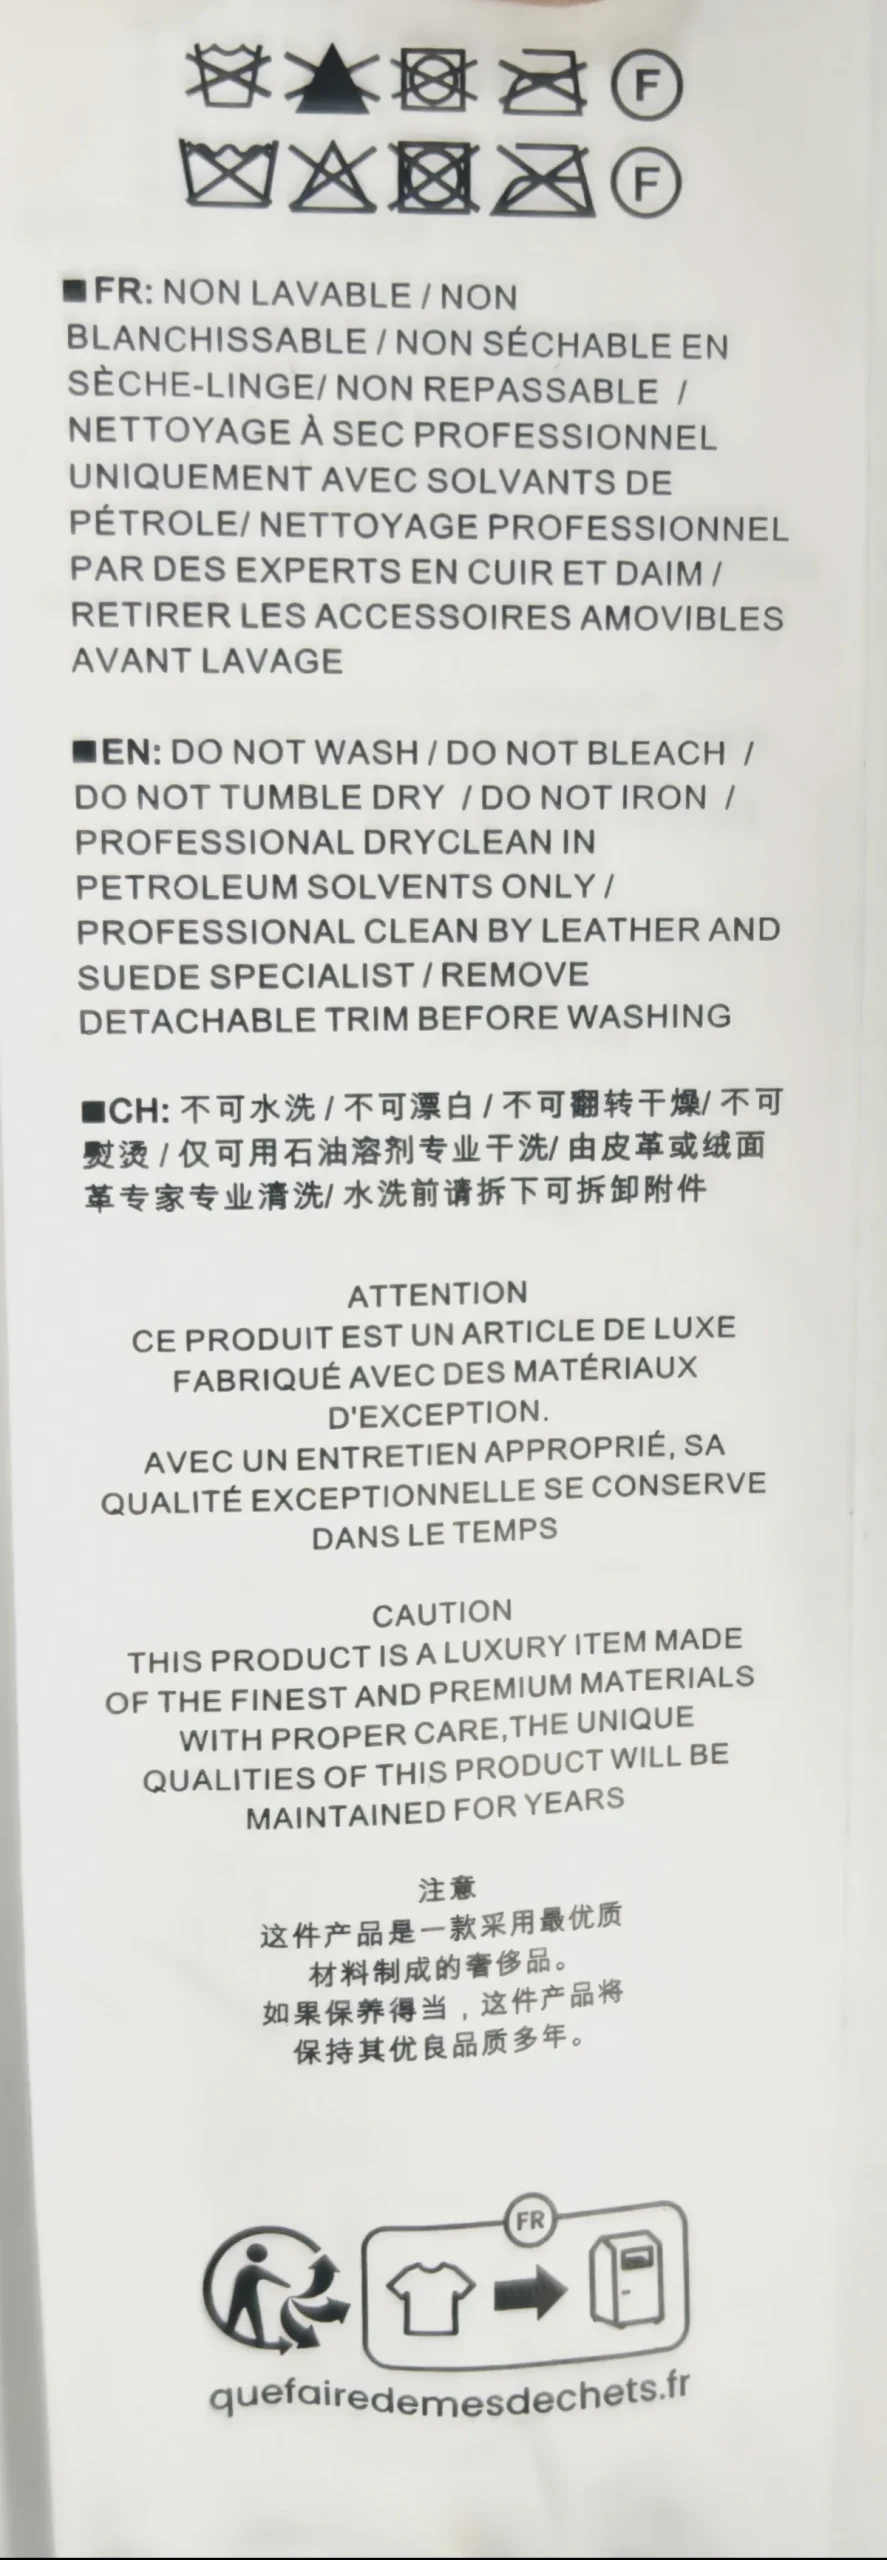 F
F
■FR: NON LAVABLE / NON
BLANCHISSABLE / NON SÉCHABLE EN
SÈCHE-LINGE/ NON REPASSABLE /
NETTOYAGE À SEC PROFESSIONNEL
UNIQUEMENT AVEC SOLVANTS DE
PÉTROLE/ NETTOYAGE PROFESSIONNEL
PAR DES EXPERTS EN CUIR ET DAIM /
RETIRER LES ACCESSOIRES AMOVIBLES
AVANT LAVAGE
■EN: DO NOT WASH / DO NOT BLEACH /
DO NOT TUMBLE DRY / DO NOT IRON /
PROFESSIONAL DRYCLEAN IN
PETROLEUM SOLVENTS ONLY /
PROFESSIONAL CLEAN BY LEATHER AND
SUEDE SPECIALIST / REMOVE
DETACHABLE TRIM BEFORE WASHING
■CH: 不可水洗 / 不可漂白 / 不可翻转干燥/ 不可
熨烫 / 仅可用石油溶剂专业干洗/ 由皮革或绒面
革专家专业清洗/ 水洗前请拆下可拆卸附件
ATTENTION
CE PRODUIT EST UN ARTICLE DE LUXE
FABRIQUÉ AVEC DES MATÉRIAUX
D'EXCEPTION.
AVEC UN ENTRETIEN APPROPRIÉ, SA
QUALITÉ EXCEPTIONNELLE SE CONSERVE
DANS LE TEMPS
CAUTION
THIS PRODUCT IS A LUXURY ITEM MADE
OF THE FINEST AND PREMIUM MATERIALS
WITH PROPER CARE,THE UNIQUE
QUALITIES OF THIS PRODUCT WILL BE
MAINTAINED FOR YEARS
注意
这件产品是一款采用最优质
材料制成的奢侈品。
如果保养得当，这件产品将
保持其优良品质多年。
FR
quefairedemesdechets.fr